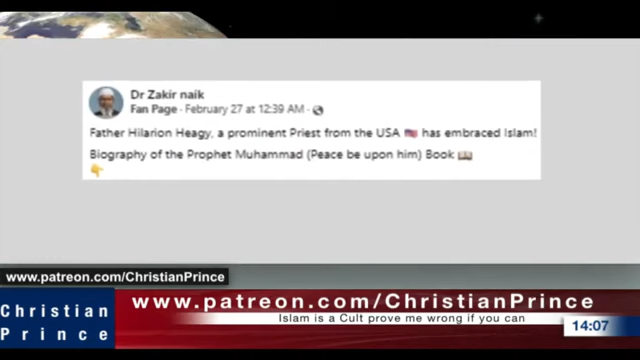 Dr Zakir naik
Fan Page · February 27 at 12:39 AM ·
Father Hilarion Heagy, a prominent Priest from the USA 🇺🇸 has embraced Islam!
Biography of the Prophet Muhammad (Peace be upon him) Book 📖
👇
www.patreon.com/ChristianPrince
www.patreon.com/ChristianPrince
Christian
Prince
Islam is a Cult prove me wrong if you can
14:07